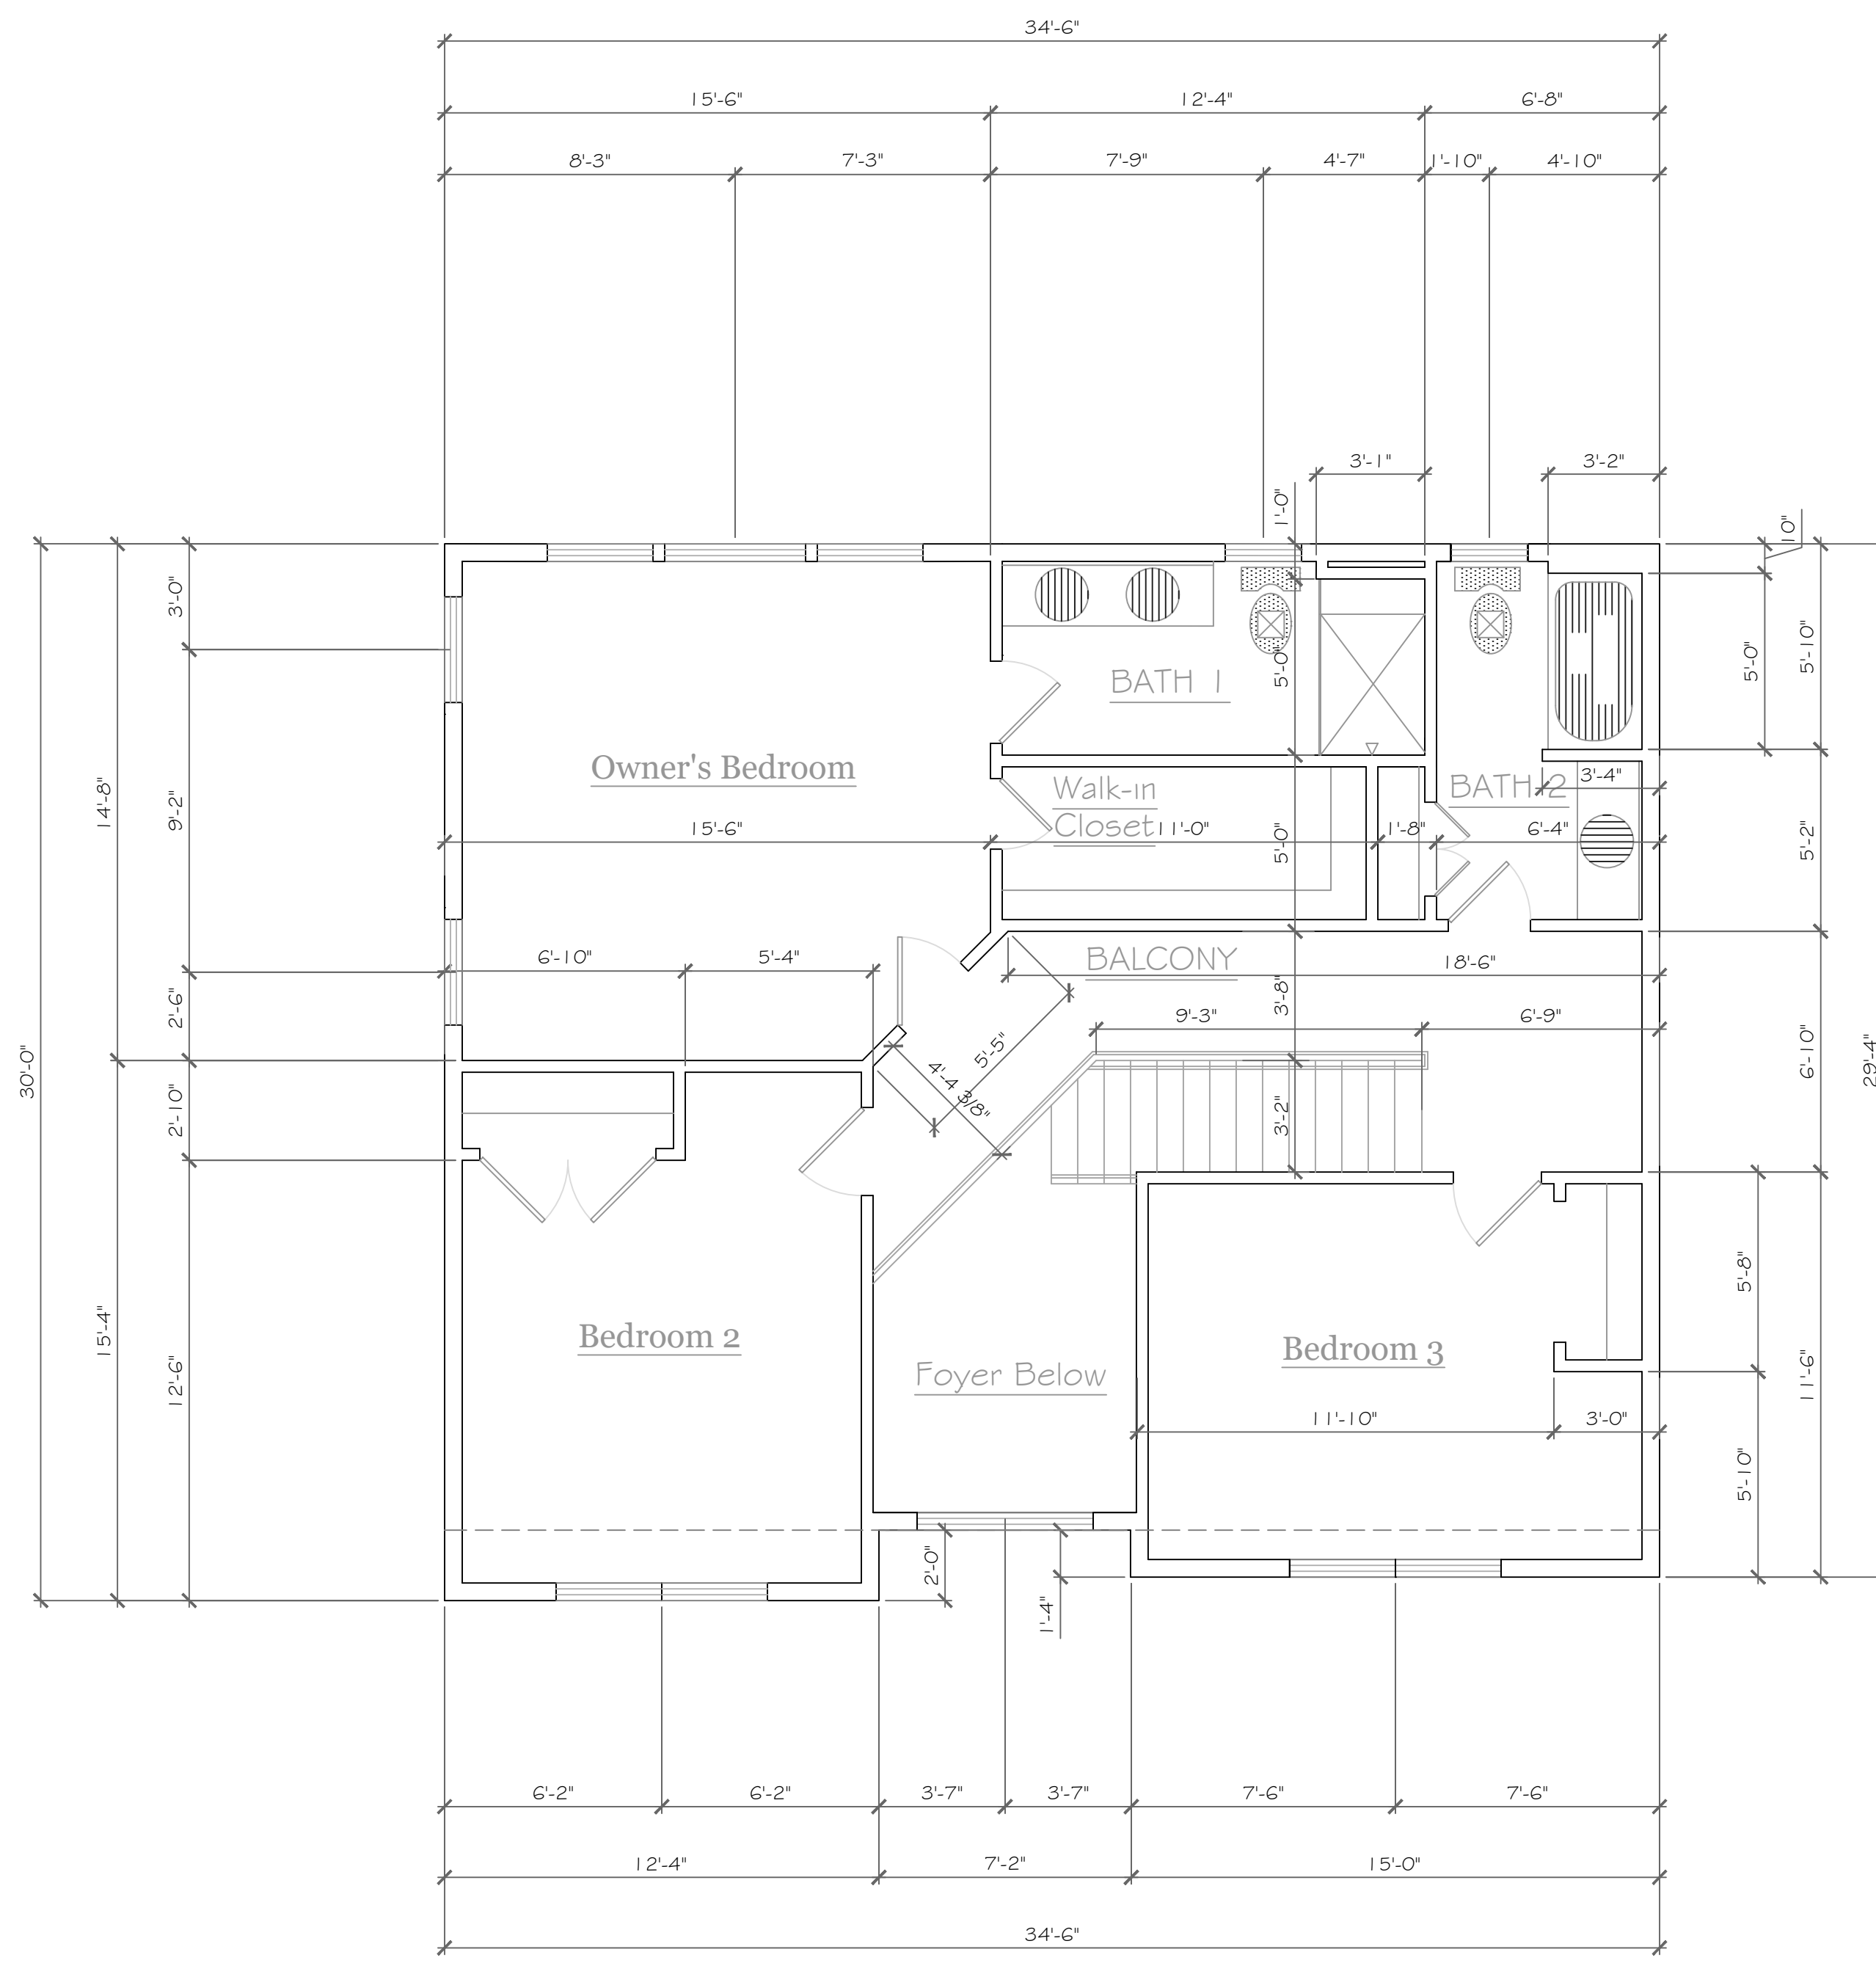 34'-6"
15'-6" 12'-4" 6'-8"
8'-3" 7'-3" 7'-9" 4'-7" 1'-10" 4'-10"
3'-1" 3'-2"
1'-0"
10"
3'-0"
5'-0"
5'-0"
5'-10"
BATH 1
Owner's Bedroom
14'-8"
9'-2"
Walk-in
Closet
BATH 2
3'-4"
15'-6" 11'-0" 1'-8" 6'-4"
5'-0"
5'-2"
BALCONY
6'-10" 5'-4" 18'-6"
2'-6"
3'-8"
9'-3" 6'-9"
30'-0"
5'-5"
4'-4 3/8"
6'-10"
29'-4"
2'-10"
3'-2"
15'-4"
12'-6"
5'-8"
Bedroom 2
Bedroom 3
Foyer Below
11'-6"
11'-10" 3'-0"
5'-10"
2'-0"
1'-4"
6'-2" 6'-2" 3'-7" 3'-7" 7'-6" 7'-6"
12'-4" 7'-2" 15'-0"
34'-6"